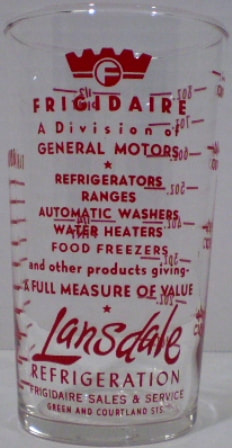 F
FRIGIDAIRE
A Division of
GENERAL MOTORS
REFRIGERATORS
RANGES
AUTOMATIC WASHERS
WATER HEATERS
FOOD FREEZERS
and other products giving-
A FULL MEASURE OF VALUE
Lansdale
REFRIGERATION
FRIGIDAIRE SALES & SERVICE
GREEN AND COURTLAND STS.